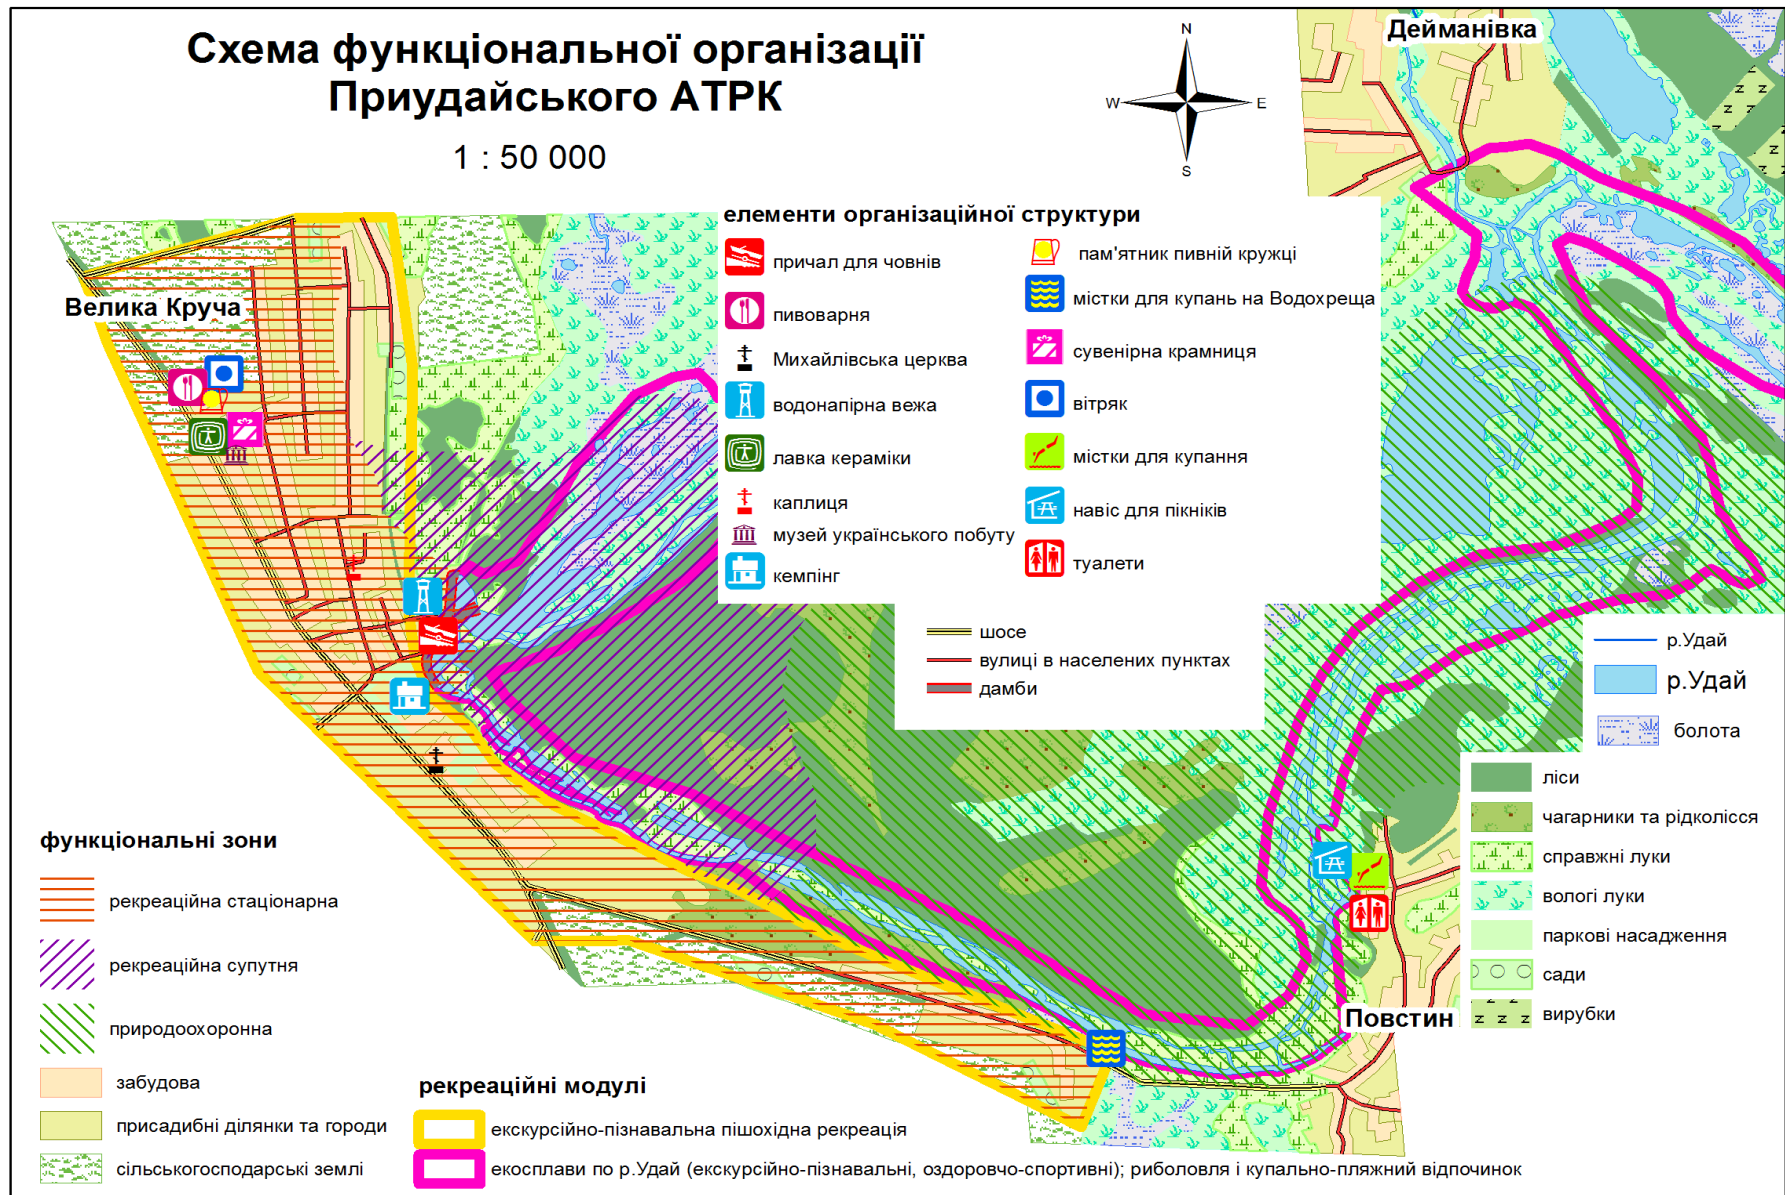 Схема функціональної організації
Приудайського АТРК
1 : 50 000
N
W
E
S
Дейманівка
Велика Круча
Повстин
елементи організаційної структури
причал для човнів
пивоварня
Михайлівська церква
водонапірна вежа
лавка кераміки
каплиця
музей українського побуту
кемпінг
пам'ятник пивній кружці
містки для купань на Водохреща
сувенірна крамниця
вітряк
містки для купання
навіс для пікніків
туалети
шосе
вулиці в населених пунктах
дамби
р.Удай
р.Удай
болота
ліси
чагарники та рідколісся
справжні луки
вологі луки
паркові насадження
сади
вирубки
функціональні зони
рекреаційна стаціонарна
рекреаційна супутня
природоохоронна
забудова
присадибні ділянки та городи
сільськогосподарські землі
рекреаційні модулі
екскурсійно-пізнавальна пішохідна рекреація
екосплави по р.Удай (екскурсійно-пізнавальні, оздоровчо-спортивні); риболовля і купально-пляжний відпочинок